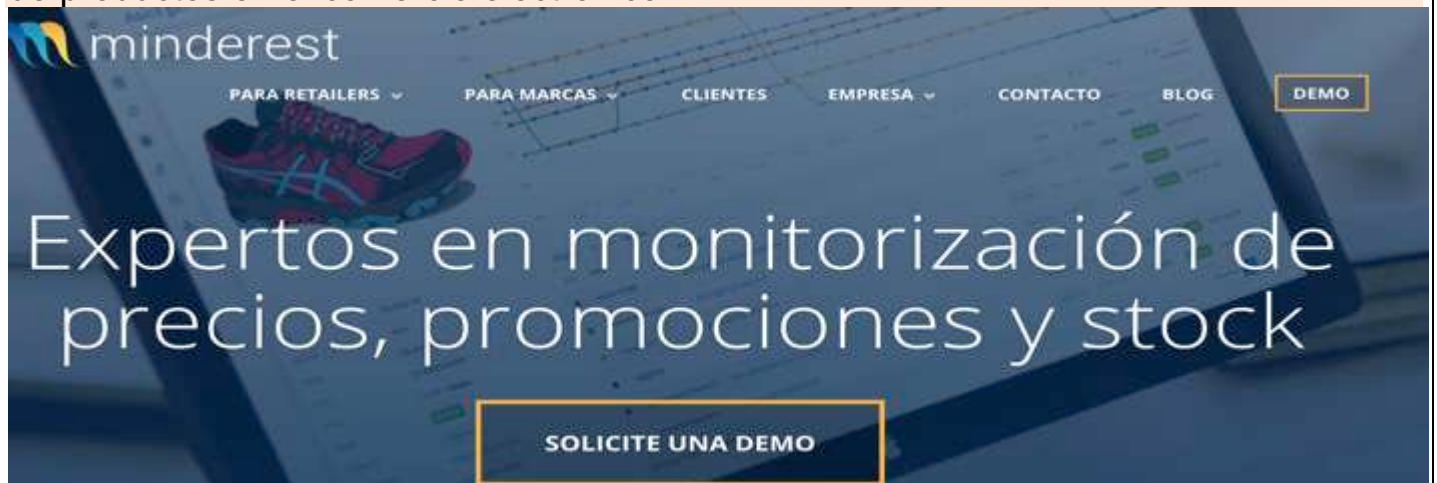 minderest
PARA RETAILERS PARA MARCAS CLIENTES EMPRESA CONTACTO BLOG DEMO
Expertos en monitorización de
precios, promociones y stock
SOLICITE UNA DEMO